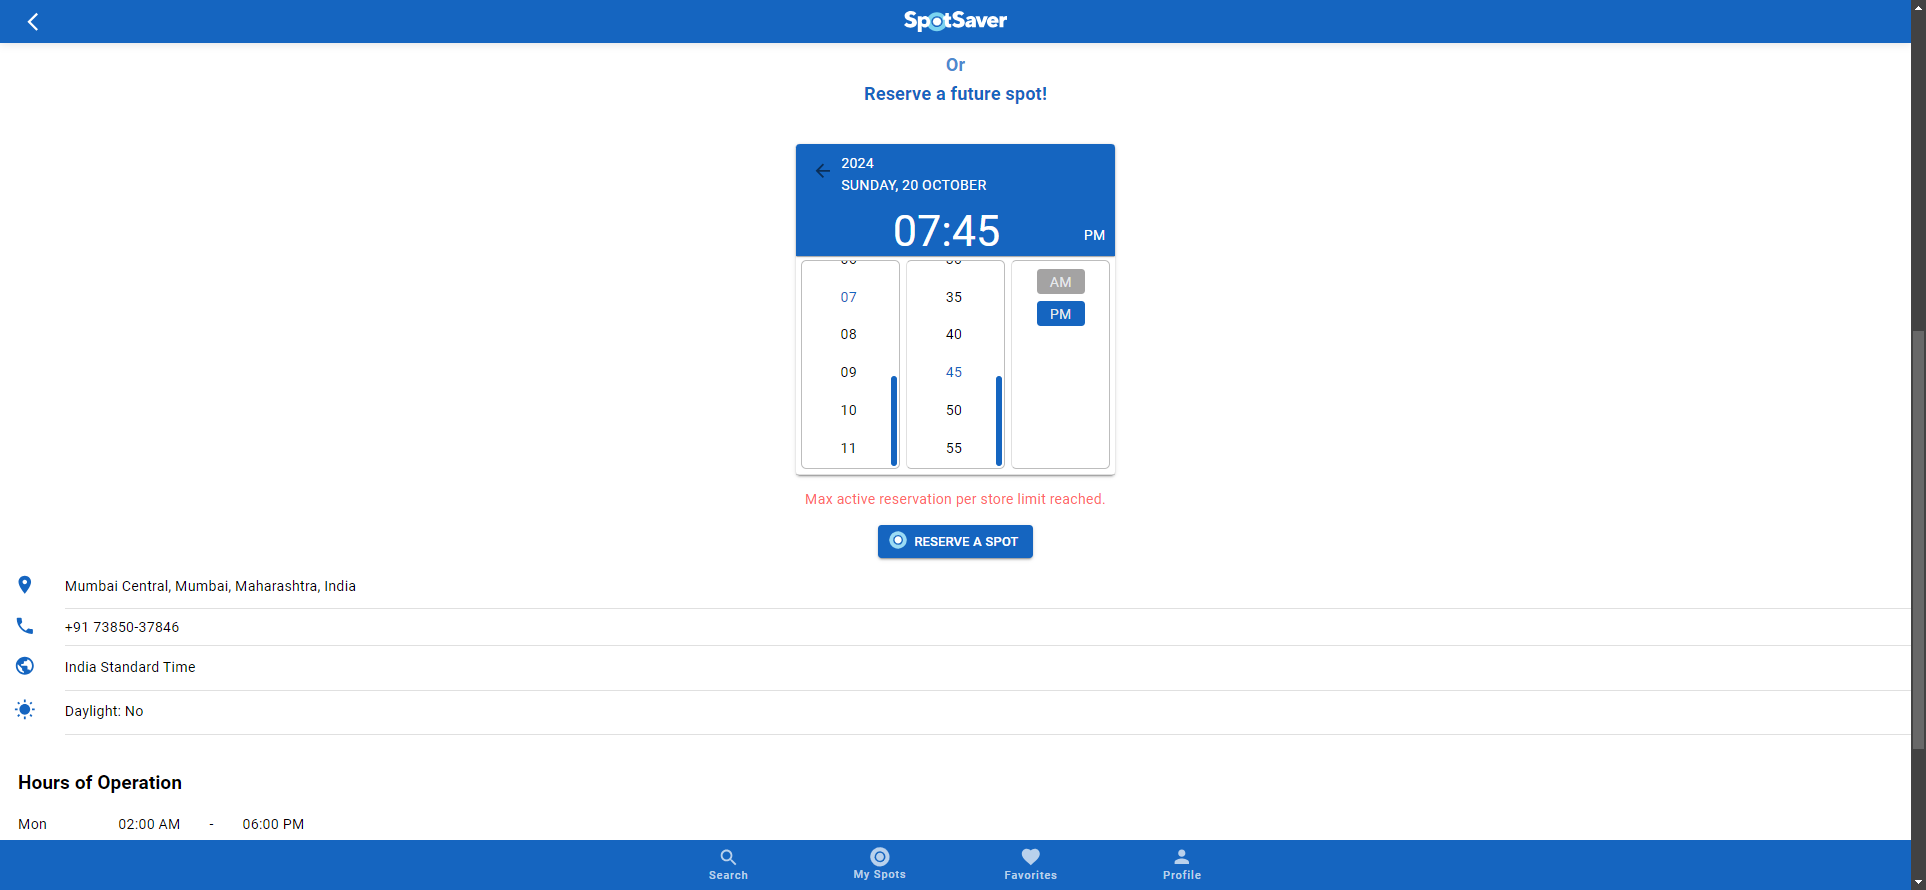 SpotSaver
Or
Reserve a future spot!
2024
SUNDAY, 20 OCTOBER
07:45 PM
07 35 AM
08 40 PM
09 45
10 50
11 55
Max active reservation per store limit reached.
RESERVE A SPOT
Mumbai Central, Mumbai, Maharashtra, India
+91 73850-37846
India Standard Time
Daylight: No
Hours of Operation
Mon 02:00 AM - 06:00 PM
Search My Spots Favorites Profile